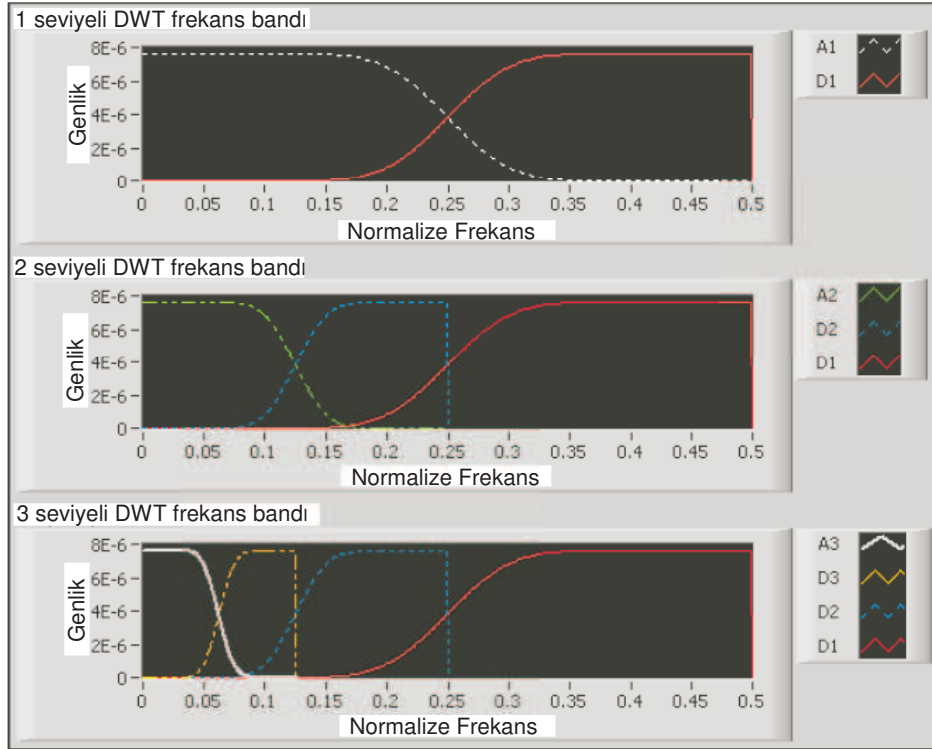 1 seviyeli DWT frekans bandı
8E-6
6E-6
4E-6
2E-6
0
Genlik
0 0.05 0.1 0.15 0.2 0.25 0.3 0.35 0.4 0.45 0.5
Normalize Frekans
A1
D1
2 seviyeli DWT frekans bandı
8E-6
6E-6
4E-6
2E-6
0
Genlik
0 0.05 0.1 0.15 0.2 0.25 0.3 0.35 0.4 0.45 0.5
Normalize Frekans
A2
D2
D1
3 seviyeli DWT frekans bandı
8E-6
6E-6
4E-6
2E-6
0
Genlik
0 0.05 0.1 0.15 0.2 0.25 0.3 0.35 0.4 0.45 0.5
Normalize Frekans
A3
D3
D2
D1